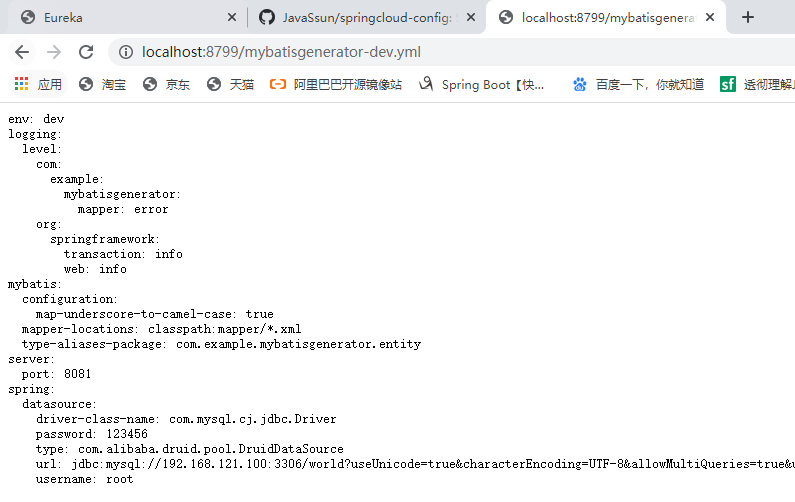 Eureka
JavaSsun/springcloud-config:
localhost:8799/mybatisgenera
localhost:8799/mybatisgenerator-dev.yml
应用 淘宝 京东 天猫 阿里巴巴开源镜像站 Spring Boot【快... 百度一下，你就知道 sf 透彻理解
env: dev
logging:
  level:
    com:
      example:
        mybatisgenerator:
          mapper: error
    org:
      springframework:
        transaction: info
        web: info
mybatis:
  configuration:
    map-underscore-to-camel-case: true
  mapper-locations: classpath:mapper/*.xml
  type-aliases-package: com.example.mybatisgenerator.entity
server:
  port: 8081
spring:
  datasource:
    driver-class-name: com.mysql.cj.jdbc.Driver
    password: 123456
    type: com.alibaba.druid.pool.DruidDataSource
    url: jdbc:mysql://192.168.121.100:3306/world?useUnicode=true&characterEncoding=UTF-8&allowMultiQueries=true&u
    username: root